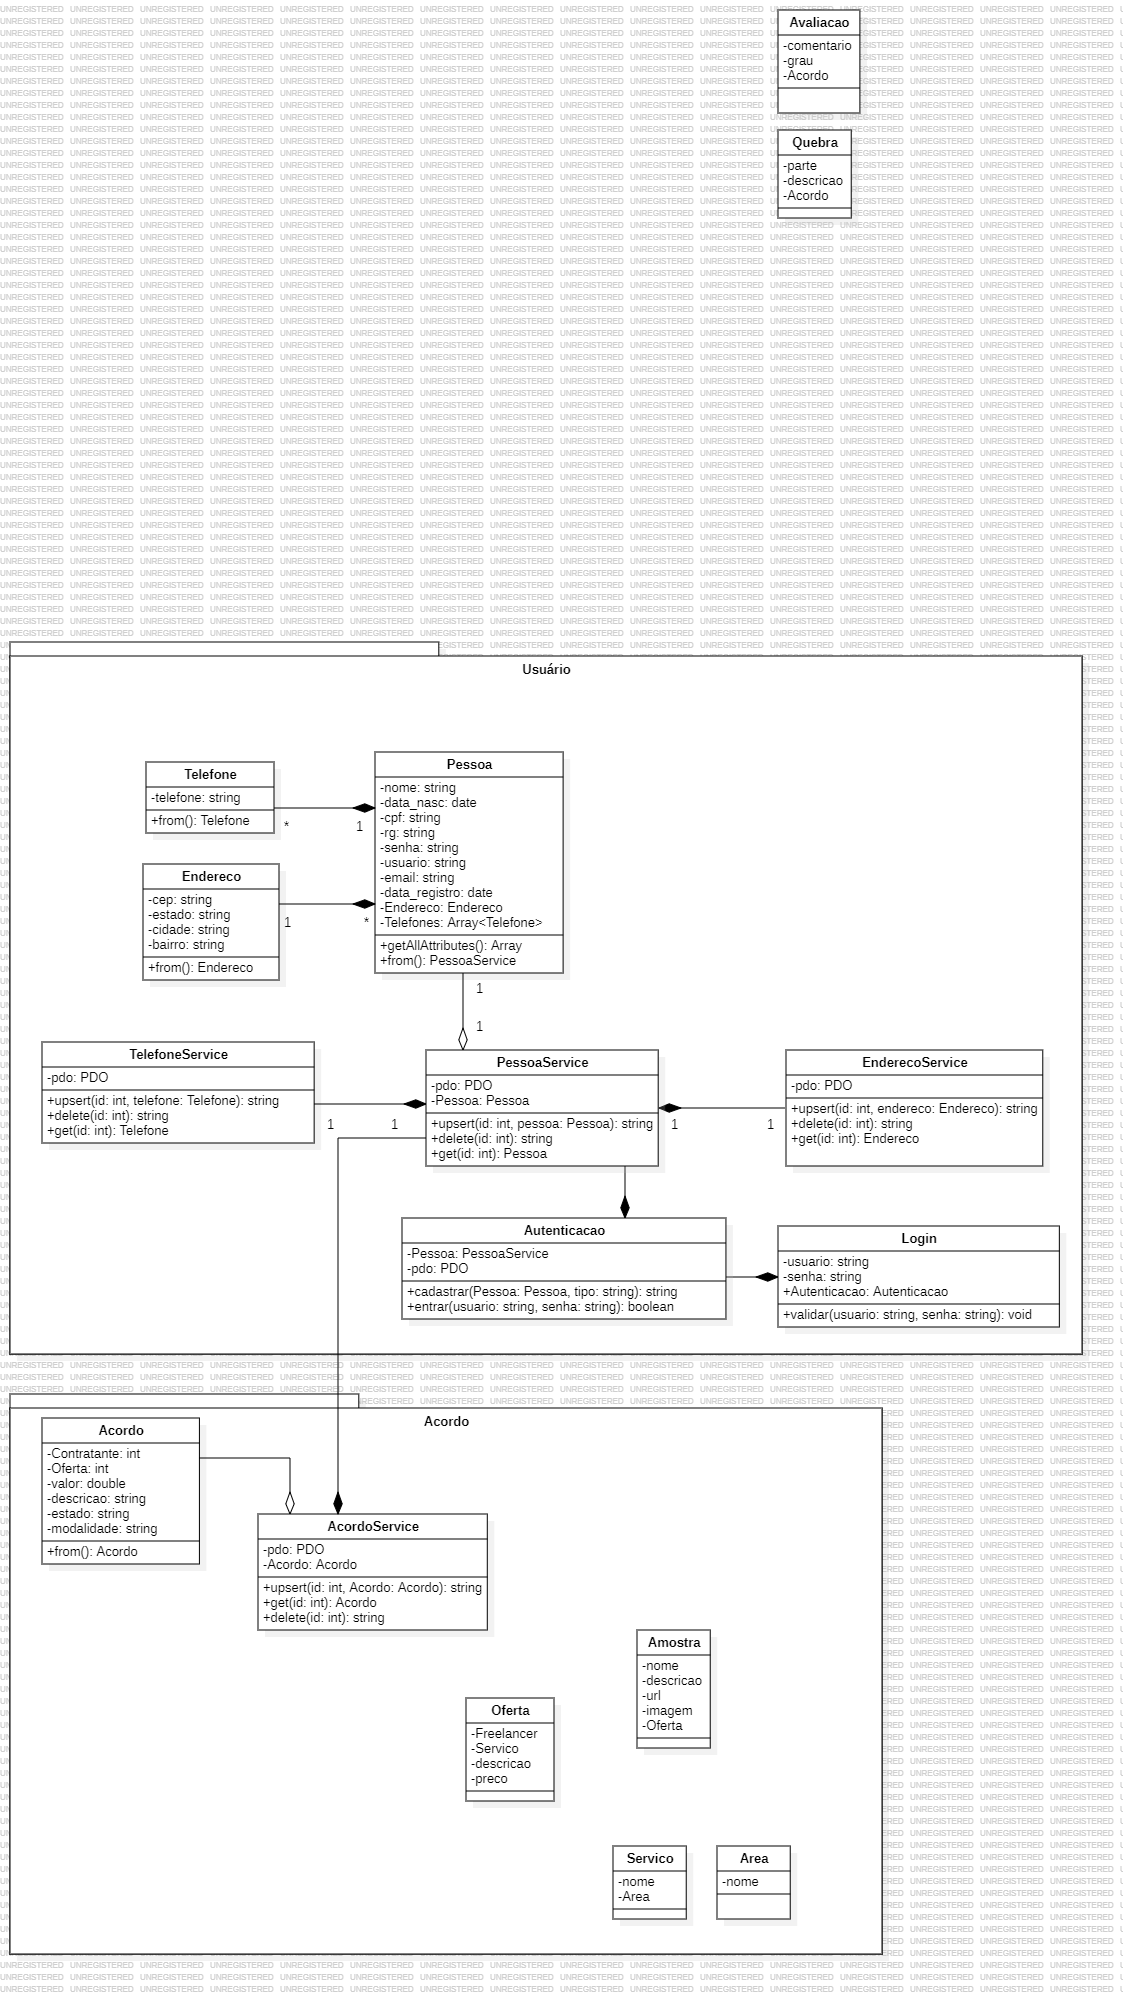 Avaliacao
-comentario
-grau
-Acordo
Quebra
-parte
-descricao
-Acordo
UNREGISTERED
Usuário
Telefone
-telefone: string
+from(): Telefone
*
1
Pessoa
-nome: string
-data_nasc: date
-cpf: string
-rg: string
-senha: string
-usuario: string
-email: string
-data_registro: date
-Endereco: Endereco
-Telefones: Array<Telefone>
+getAllAttributes(): Array
+from(): PessoaService
Endereco
-cep: string
-estado: string
-cidade: string
-bairro: string
+from(): Endereco
1
*
1
1
TelefoneService
-pdo: PDO
+upsert(id: int, telefone: Telefone): string
+delete(id: int): string
+get(id: int): Telefone
1
1
PessoaService
-pdo: PDO
-Pessoa: Pessoa
+upsert(id: int, pessoa: Pessoa): string
+delete(id: int): string
+get(id: int): Pessoa
1
1
EnderecoService
-pdo: PDO
+upsert(id: int, endereco: Endereco): string
+delete(id: int): string
+get(id: int): Endereco
Autenticacao
-Pessoa: PessoaService
-pdo: PDO
+cadastrar(Pessoa: Pessoa, tipo: string): string
+entrar(usuario: string, senha: string): boolean
Login
-usuario: string
-senha: string
+Autenticacao: Autenticacao
+validar(usuario: string, senha: string): void
Acordo
Acordo
-Contratante: int
-Oferta: int
-valor: double
-descricao: string
-estado: string
-modalidade: string
+from(): Acordo
AcordoService
-pdo: PDO
-Acordo: Acordo
+upsert(id: int, Acordo: Acordo): string
+get(id: int): Acordo
+delete(id: int): string
Amostra
-nome
-descricao
-url
-imagem
-Oferta
Oferta
-Freelancer
-Servico
-descricao
-preco
Servico
-nome
-Area
Area
-nome